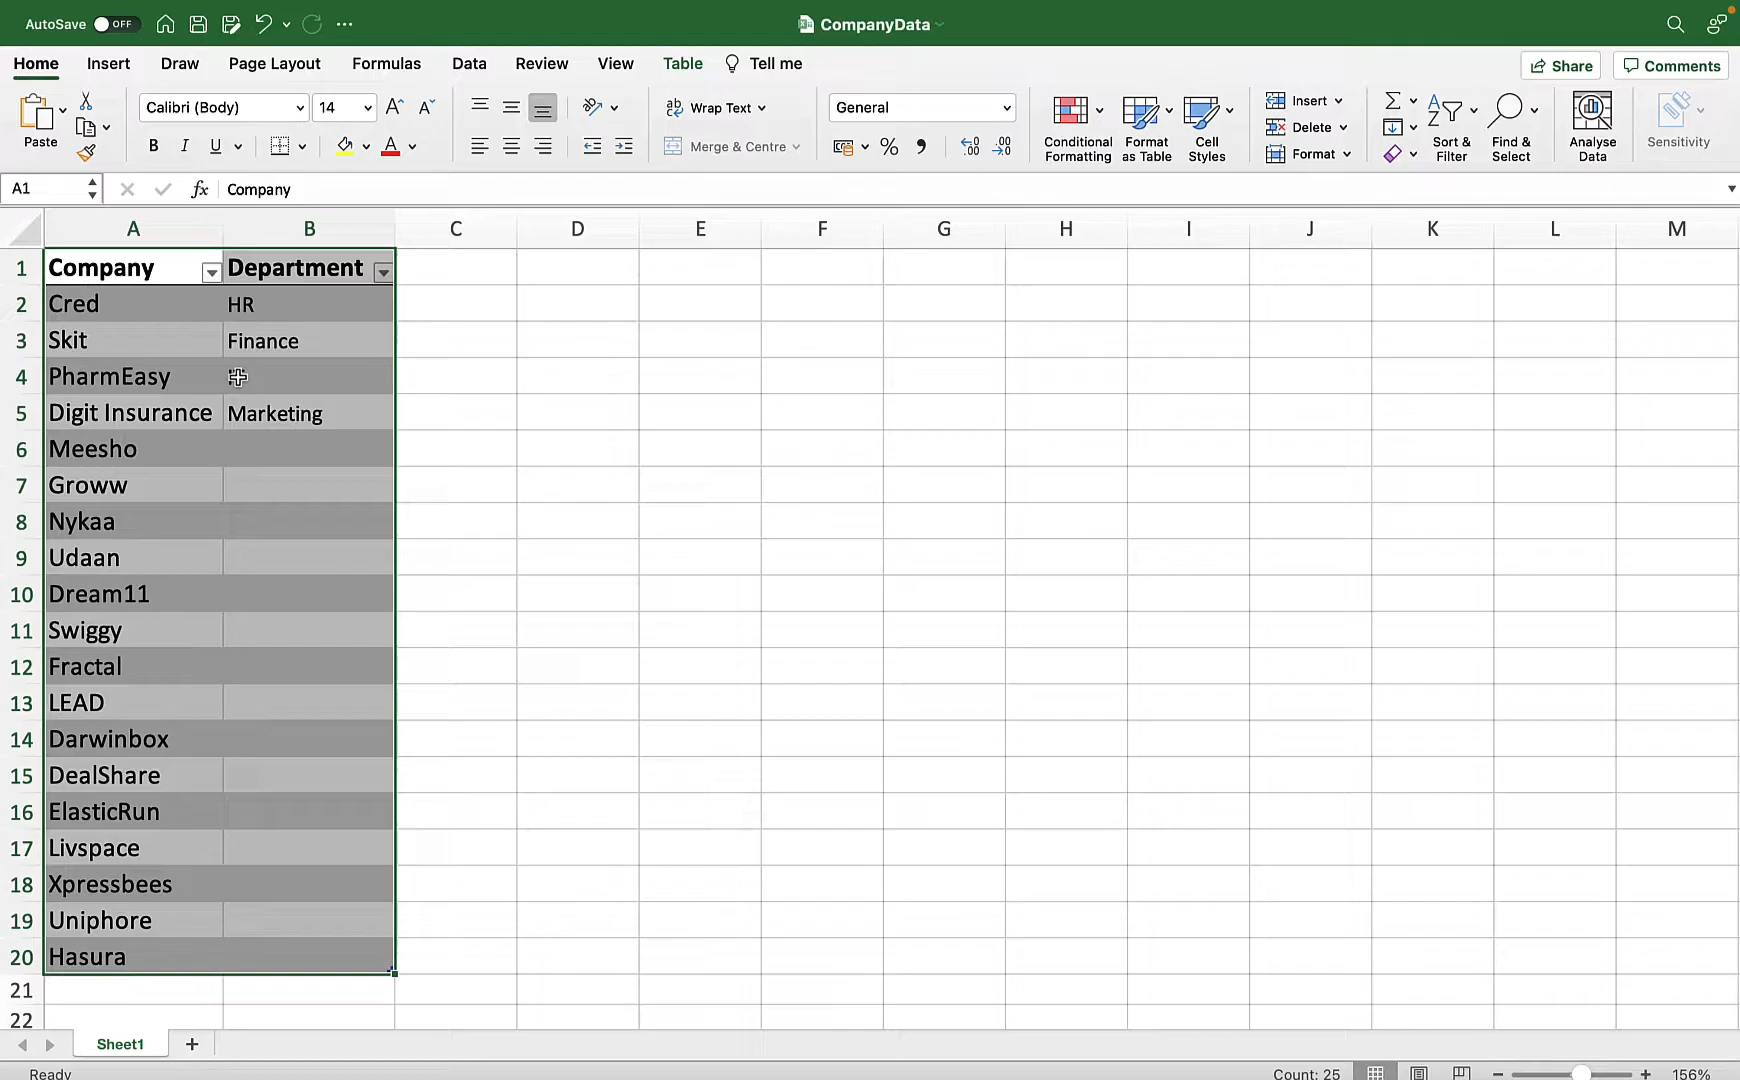 AutoSave OFF CompanyData
Home Insert Draw Page Layout Formulas Data Review View Table Tell me Share Comments
Paste Calibri (Body) 14 A^ Aˇ ab c Wrap Text General Conditional Formatting Format as Table Cell Styles Insert Delete Format Σ A Z Sort & Filter Find & Select Analyse Data Sensitivity
B I U A Merge & Centre % , .00 .0
A1 fx Company
A B C D E F G H I J K L M
1 Company Department
2 Cred HR
3 Skit Finance
4 PharmEasy
5 Digit Insurance Marketing
6 Meesho
7 Groww
8 Nykaa
9 Udaan
10 Dream11
11 Swiggy
12 Fractal
13 LEAD
14 Darwinbox
15 DealShare
16 ElasticRun
17 Livspace
18 Xpressbees
19 Uniphore
20 Hasura
21
22
Sheet1 +
Ready Count: 25 − + 156%